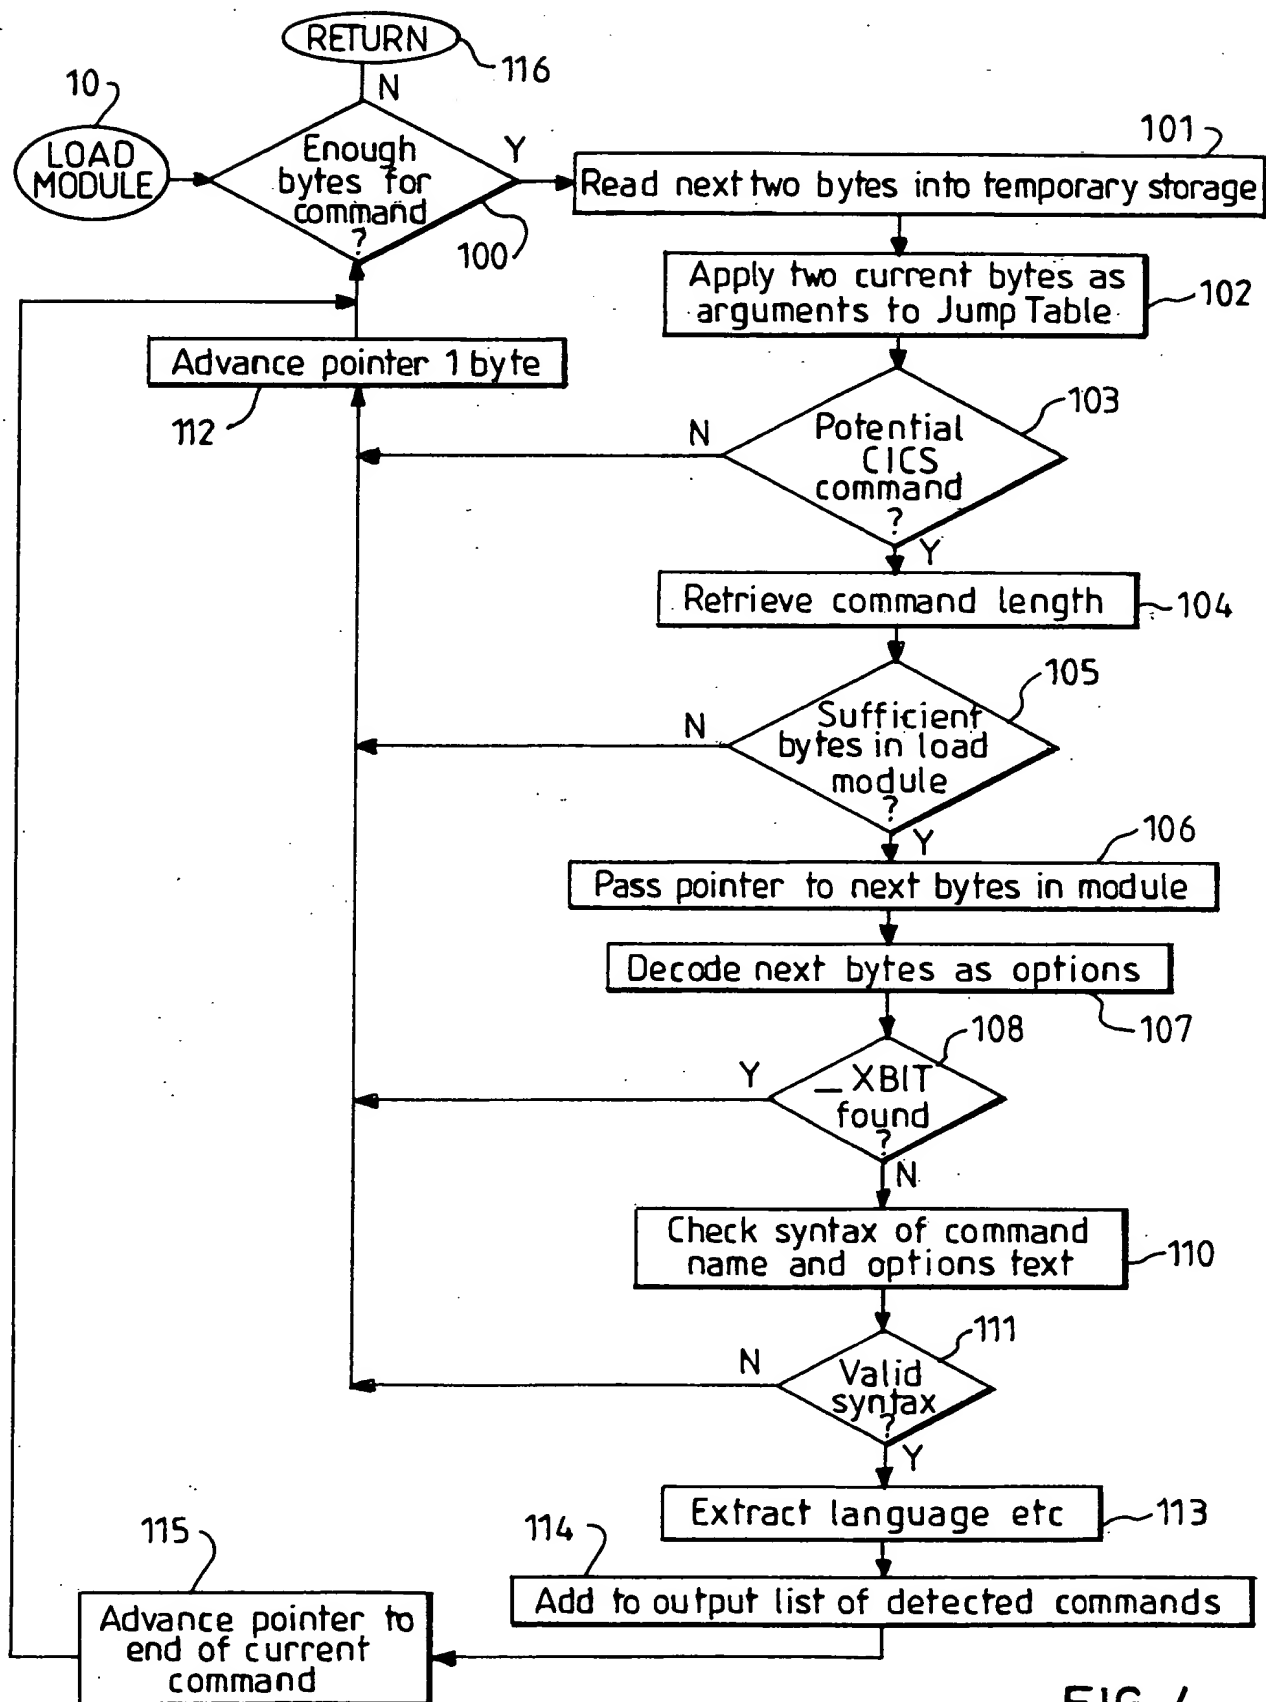 RETURN
116
N
10
LOAD
MODULE
Enough
bytes for
command
?
Y
100
101
Read next two bytes into temporary storage
Apply two current bytes as
arguments to Jump Table
102
Advance pointer 1 byte
112
103
Potential
CICS
command
?
N
Y
Retrieve command length
104
105
Sufficient
bytes in load
module
?
N
Y
106
Pass pointer to next bytes in module
Decode next bytes as options
107
108
_ XBIT
found
?
Y
N
Check syntax of command
name and options text
110
111
Valid
syntax
?
N
Y
Extract language etc
113
114
Add to output list of detected commands
115
Advance pointer to
end of current
command